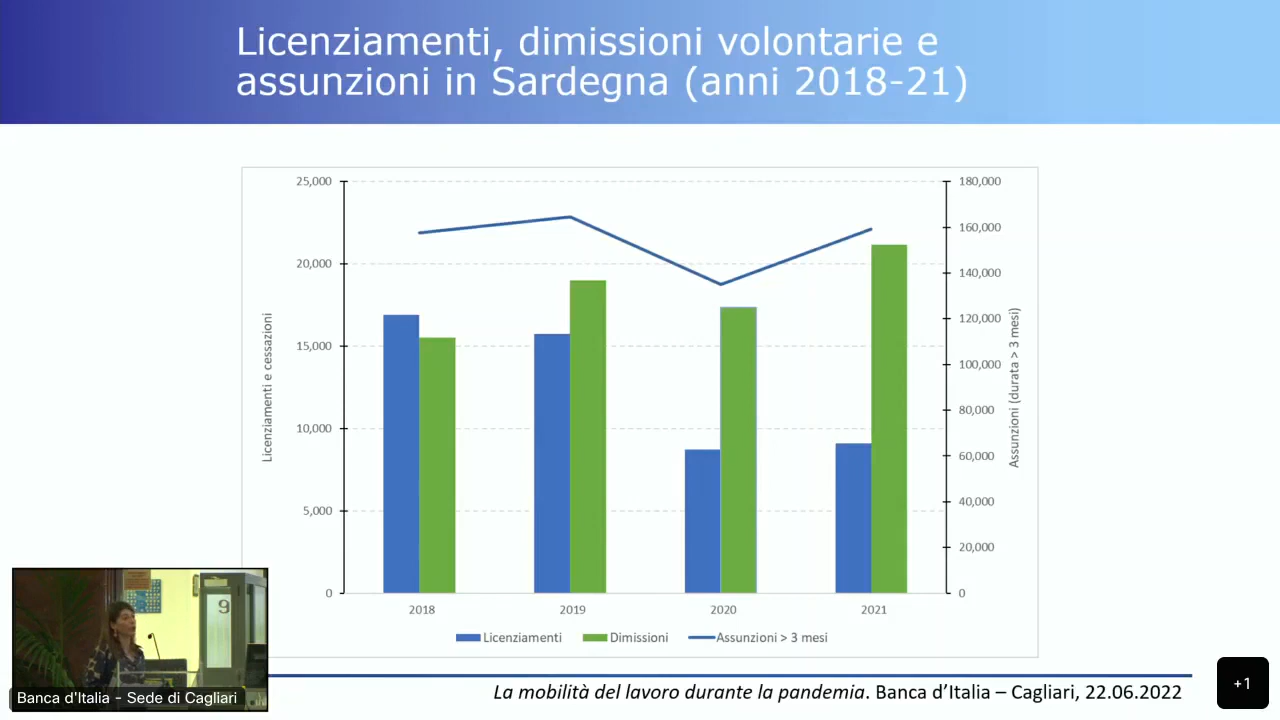 Licenziamenti, dimissioni volontarie e
assunzioni in Sardegna (anni 2018-21)
25,000
20,000
15,000
10,000
5,000
0
Licenziamenti e cessazioni
180,000
160,000
140,000
120,000
100,000
80,000
60,000
40,000
20,000
0
Assunzioni (durata > 3 mesi)
2018 2019 2020 2021
Licenziamenti Dimissioni Assunzioni > 3 mesi
9
Banca d'Italia - Sede di Cagliari
La mobilità del lavoro durante la pandemia. Banca d’Italia – Cagliari, 22.06.2022
+1